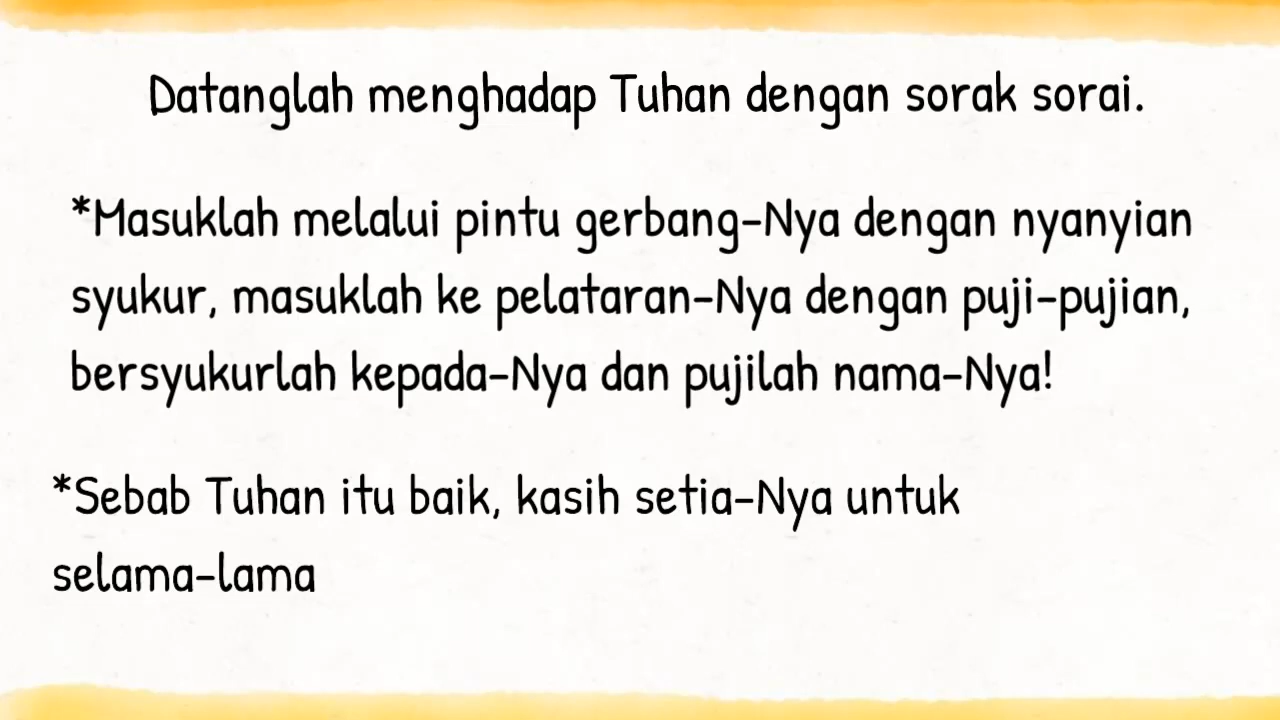 Datanglah menghadap Tuhan dengan sorak sorai.
*Masuklah melalui pintu gerbang-Nya dengan nyanyian
syukur, masuklah ke pelataran-Nya dengan puji-pujian,
bersyukurlah kepada-Nya dan pujilah nama-Nya!
*Sebab Tuhan itu baik, kasih setia-Nya untuk
selama-lama